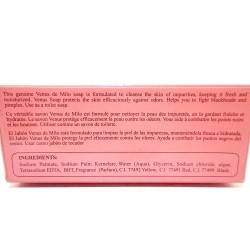 This genuine Venus de Milo soap is formulated to cleanse the skin of impurities, keeping it fresh and
moisturized. Venus Soap protects the skin efficaciously against odors. Helps you to fight blackheads and
pimples. Use as toilet soap.
Ce véritable savon Venus de Milo est formulé pour nettoyer la peau des impuretés, en la gardant fraîche et
hydratée. Le savon Venus protège efficacement la peau contre les odeurs. Vous aide à combattre les points noirs
et les boutons. Utiliser comme savon de toilette.
El Jabón Venus de Milo está formulado para limpiar la piel de las impurezas, manteniéndola fresca e hidratada.
El Jabón Venus de Milo protege la piel eficazmente contra los olores. Ayuda a combatir los puntos negros y
. Usar como jabón de tocador.
INGREDIENTS:
Sodium Palmate, Sodium Palm Kernelate, Water (Aqua), Glycerin, Sodium chloride
Tetrasodium EDTA, BHT, Fragrance (Parfum), C.I. 77492 Yellow, C.I. 77491 Red, C.I. 77499 Black